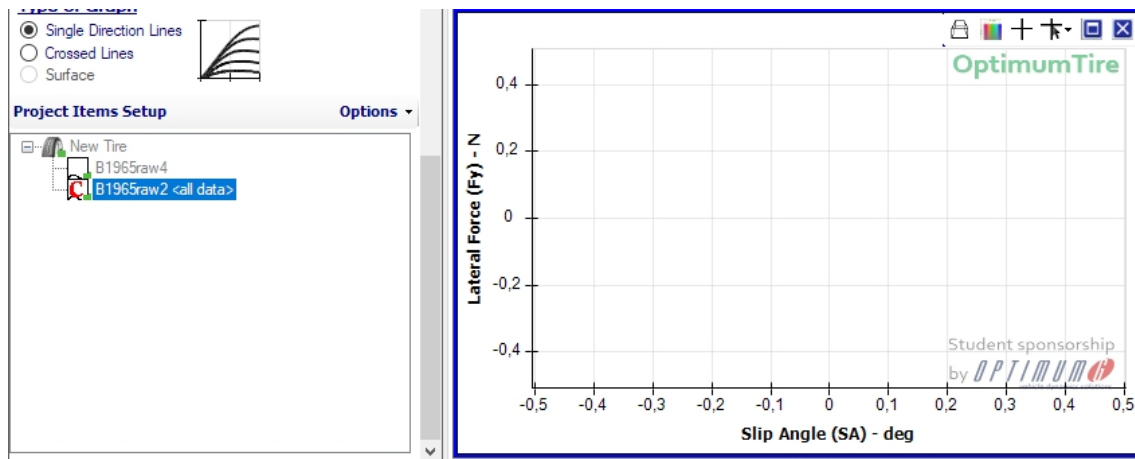 Type of Graph
Single Direction Lines
Crossed Lines
Surface
Project Items Setup Options
New Tire
B1965raw4
B1965raw2 <all data>
C
OptimumTire
Lateral Force (Fy) - N
0,4
0,2
0
-0,2
-0,4
Student sponsorship
by OPTIMUM G
-0,5 -0,4 -0,3 -0,2 -0,1 0 0,1 0,2 0,3 0,4 0,5
Slip Angle (SA) - deg